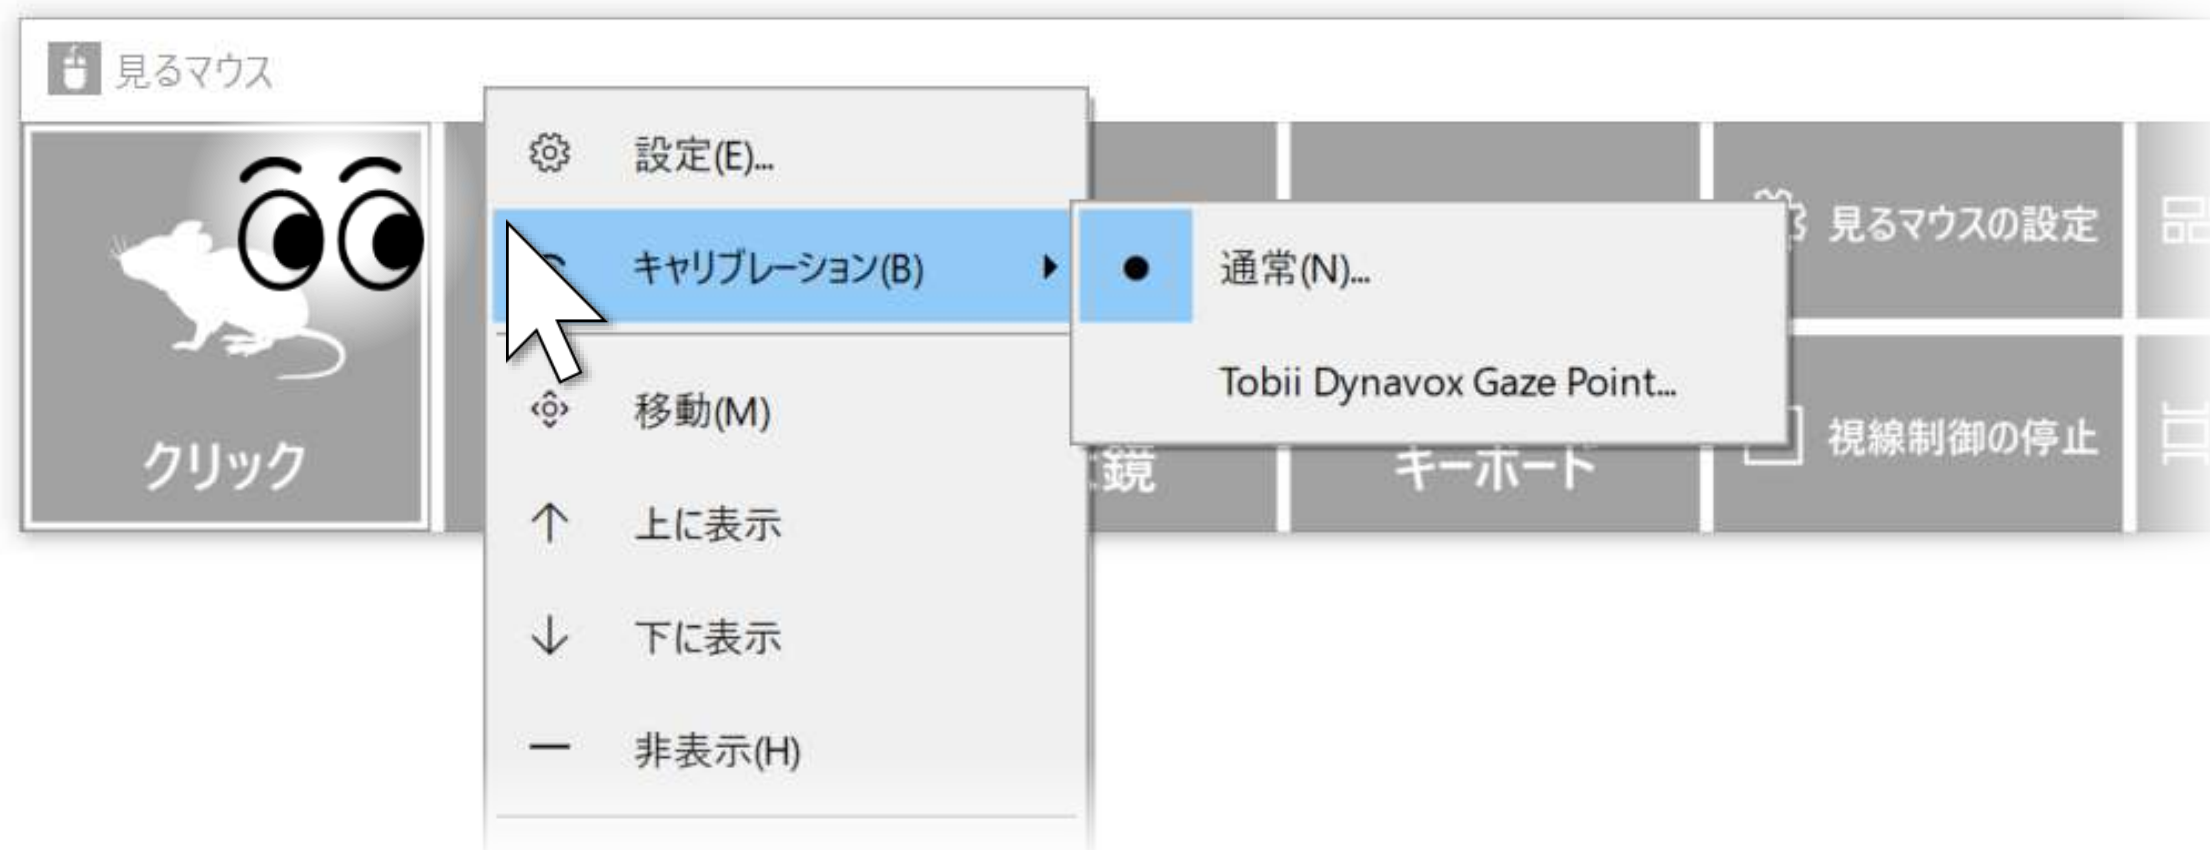 見るマウス
クリック
設定(E)...
キャリブレーション(B)
移動(M)
上に表示
下に表示
非表示(H)
通常(N)...
Tobii Dynavox Gaze Point...
鏡
キーボード
見るマウスの設定
視線制御の停止